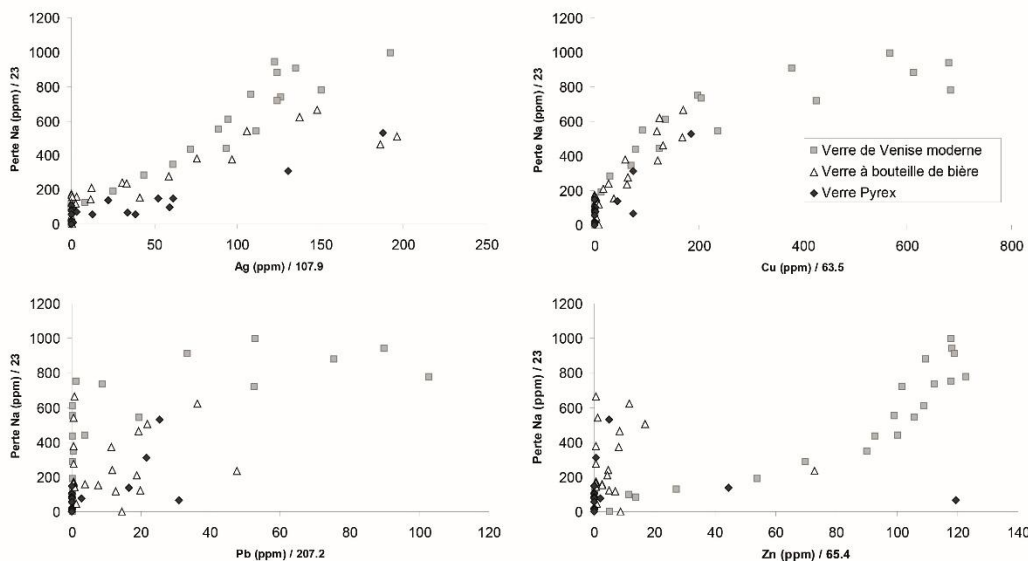 1200
1000
800
600
400
200
0
Perte Na (ppm) / 23
0 50 100 150 200 250
Ag (ppm) / 107.9
1200
1000
800
600
400
200
0
Perte Na (ppm) / 23
0 200 400 600 800
Cu (ppm) / 63.5
Verre de Venise moderne
Verre à bouteille de bière
Verre Pyrex
1200
1000
800
600
400
200
0
Perte Na (ppm) / 23
0 20 40 60 80 100 120
Pb (ppm) / 207.2
1200
1000
800
600
400
200
0
Perte Na (ppm) / 23
0 20 40 60 80 100 120 140
Zn (ppm) / 65.4